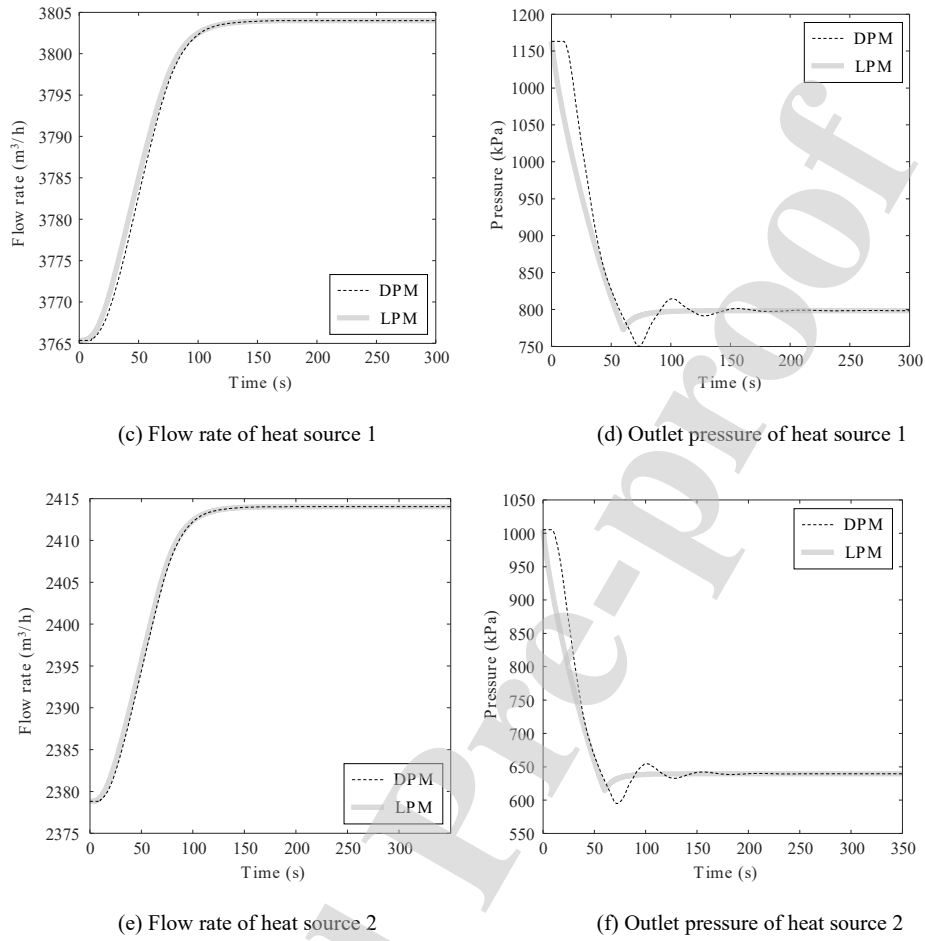 3805
3795
3790
3785
3780
3770
3765
Flow rate (m³/h)
DPM
LPM
0 50 100 150 200 250 300
Time (s)
(c) Flow rate of heat source 1
1200
1150
1100
1050
1000
950
900
850
800
750
Pressure (kPa)
DPM
LPM
0 50 100 150 200 250 300
Time (s)
(d) Outlet pressure of heat source 1
2415
2410
2405
2400
2395
2390
2385
2380
2375
Flow rate (m³/h)
DPM
LPM
0 50 100 150 200 250 300
Time (s)
(e) Flow rate of heat source 2
1050
1000
950
900
850
800
750
700
650
600
550
Pressure (kPa)
DPM
LPM
0 50 100 150 200 250 300 350
Time (s)
(f) Outlet pressure of heat source 2
Pre-proof